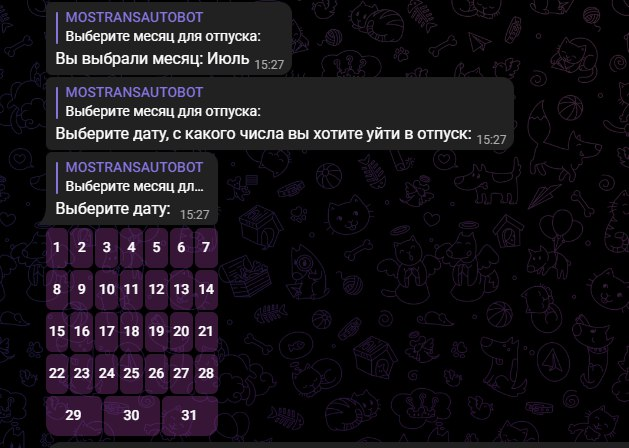 MOSTRANSAUTOBOT
Выберите месяц для отпуска:
Вы выбрали месяц: Июль 15:27
MOSTRANSAUTOBOT
Выберите месяц для отпуска:
Выберите дату, с какого числа вы хотите уйти в отпуск: 15:27
MOSTRANSAUTOBOT
Выберите месяц дл...
Выберите дату: 15:27
1 2 3 4 5 6 7
8 9 10 11 12 13 14
15 16 17 18 19 20 21
22 23 24 25 26 27 28
29 30 31